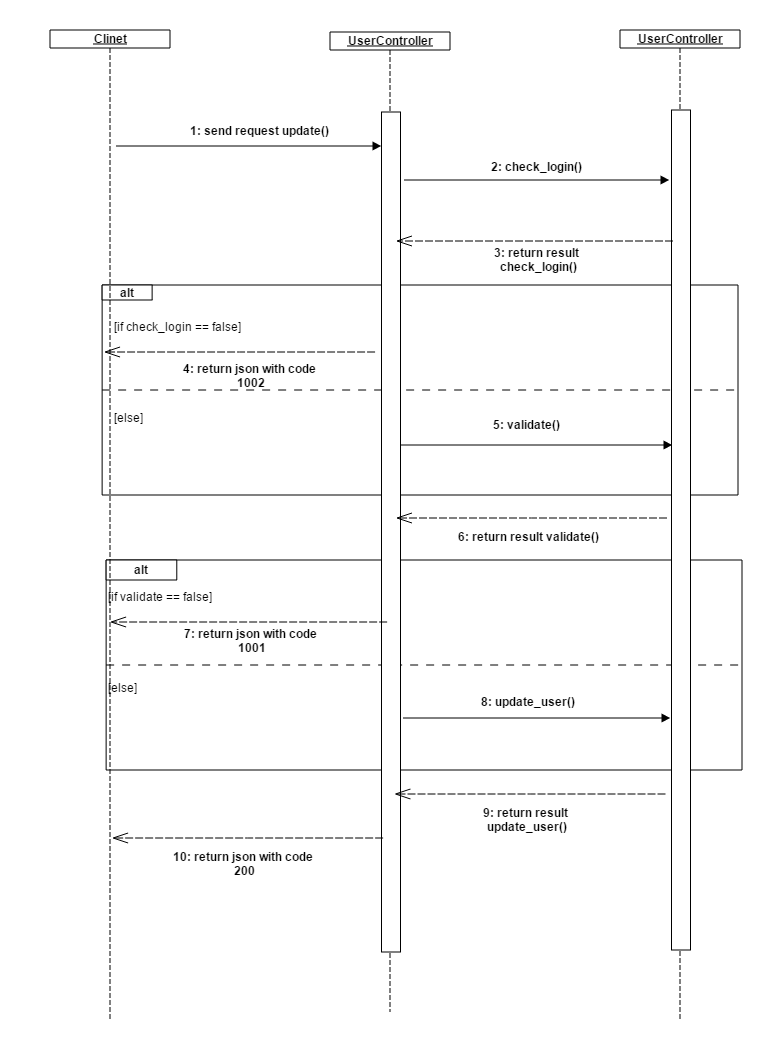 Clinet
UserController
UserController
1: send request update()
2: check_login()
3: return result
check_login()
alt
[if check_login == false]
4: return json with code
1002
[else]
5: validate()
6: return result validate()
alt
[if validate == false]
7: return json with code
1001
[else]
8: update_user()
9: return result
update_user()
10: return json with code
200